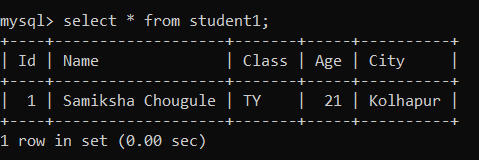 mysql> select * from student1;
+----+-------------------+-------+-----+----------+
| Id | Name              | Class | Age | City     |
+----+-------------------+-------+-----+----------+
|  1 | Samiksha Chougule | TY    |  21 | Kolhapur |
+----+-------------------+-------+-----+----------+
1 row in set (0.00 sec)